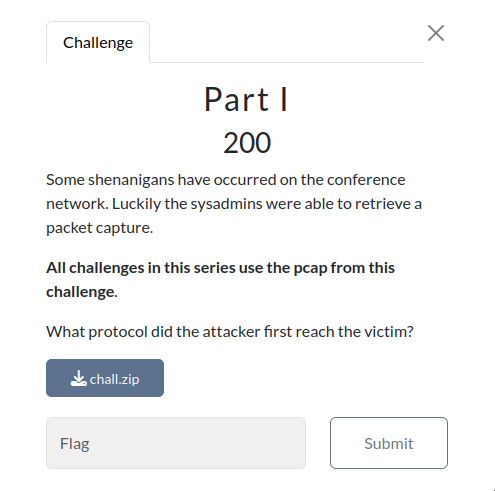 Challenge
Part I
200
Some shenanigans have occurred on the conference
network. Luckily the sysadmins were able to retrieve a
packet capture.
All challenges in this series use the pcap from this
challenge.
What protocol did the attacker first reach the victim?
chall.zip
Flag
Submit